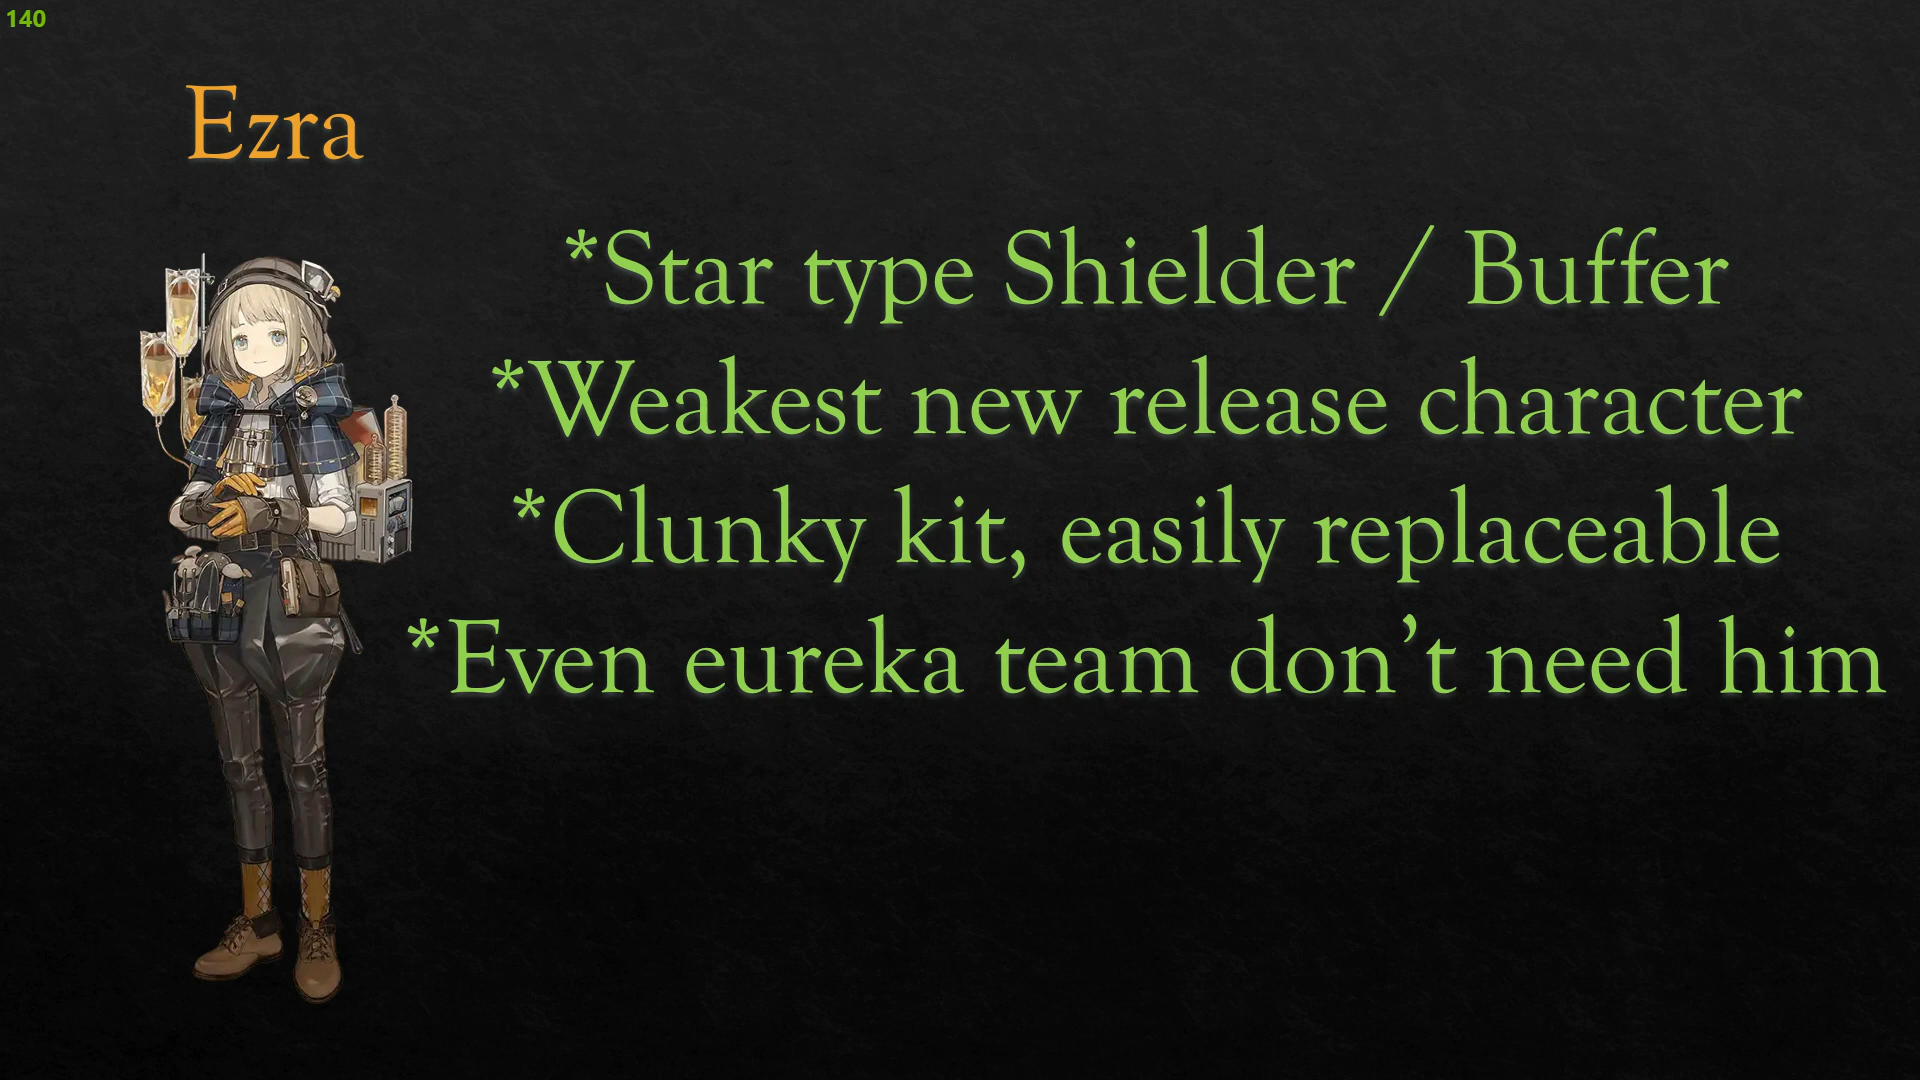 140
Ezra
*Star type Shielder / Buffer
*Weakest new release character
*Clunky kit, easily replaceable
*Even eureka team don’t need him